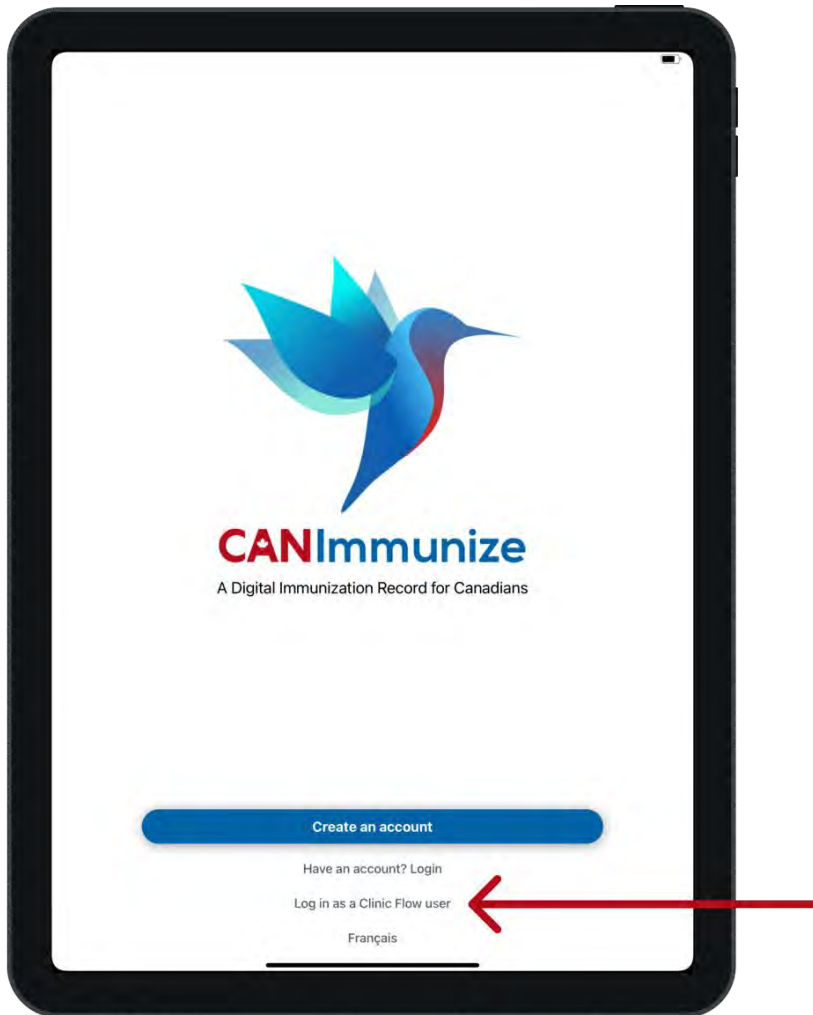 CANImmunize
A Digital Immunization Record for Canadians
Create an account
Have an account? Login
Log in as a Clinic Flow user
Français